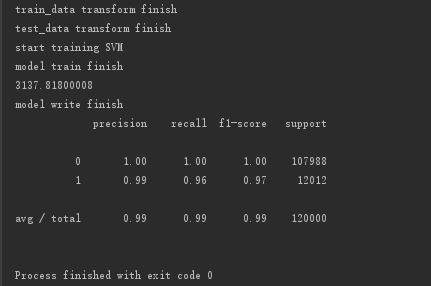 train_data transform finish
test_data transform finish
start training SVM
model train finish
3137.81800008
model write finish
precision recall f1-score support
0 1.00 1.00 1.00 107988
1 0.99 0.96 0.97 12012
avg / total 0.99 0.99 0.99 120000
Process finished with exit code 0